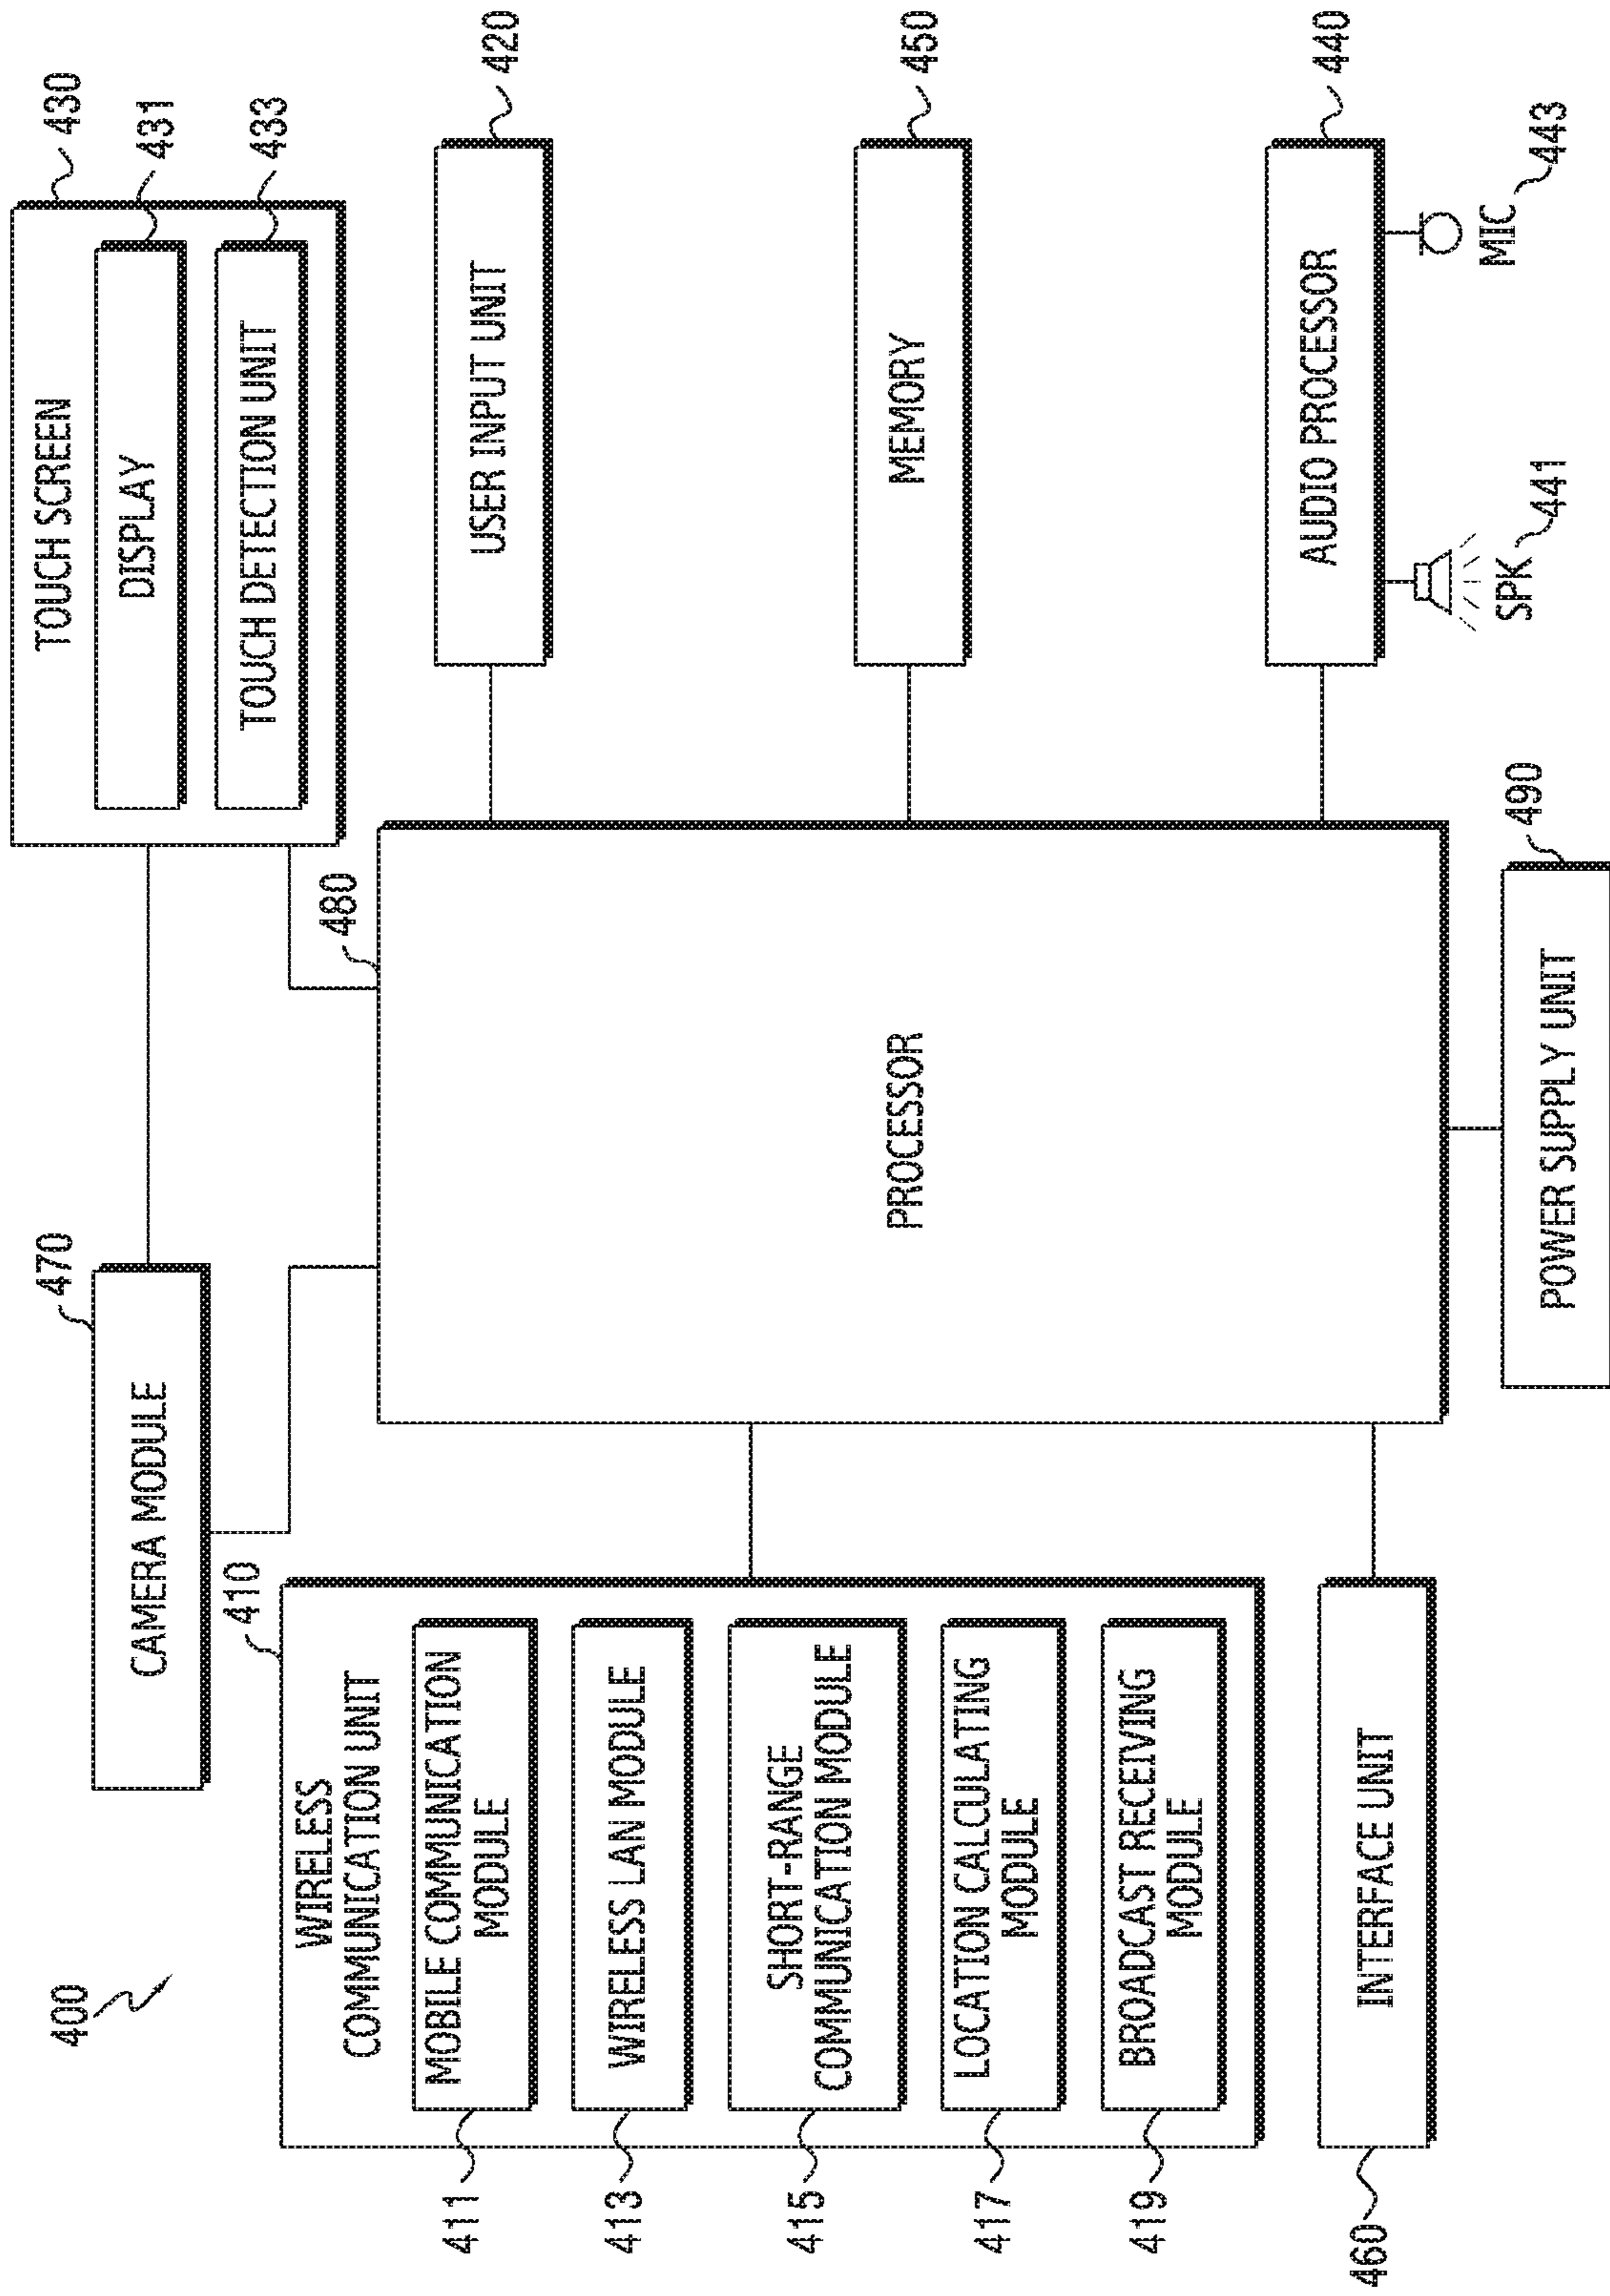 400
470
CAMERA MODULE
430
TOUCH SCREEN
431
DISPLAY
433
TOUCH DETECTION UNIT
410
WIRELESS
COMMUNICATION UNIT
411
MOBILE COMMUNICATION
MODULE
413
WIRELESS LAN MODULE
415
SHORT-RANGE
COMMUNICATION MODULE
417
LOCATION CALCULATING
MODULE
419
BROADCAST RECEIVING
MODULE
460
INTERFACE UNIT
480
PROCESSOR
420
USER INPUT UNIT
450
MEMORY
440
AUDIO PROCESSOR
SPK
441
MIC
443
490
POWER SUPPLY UNIT